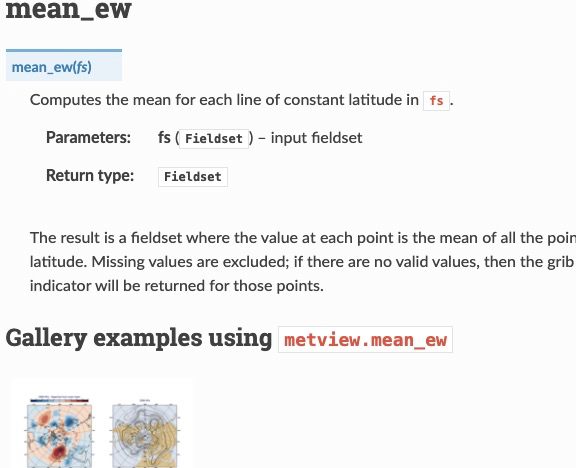 mean_ew
mean_ew(fs)
Computes the mean for each line of constant latitude in fs.
Parameters: fs (Fieldset) – input fieldset
Return type: Fieldset
The result is a fieldset where the value at each point is the mean of all the poin
latitude. Missing values are excluded; if there are no valid values, then the grib
indicator will be returned for those points.
Gallery examples using metview.mean_ew